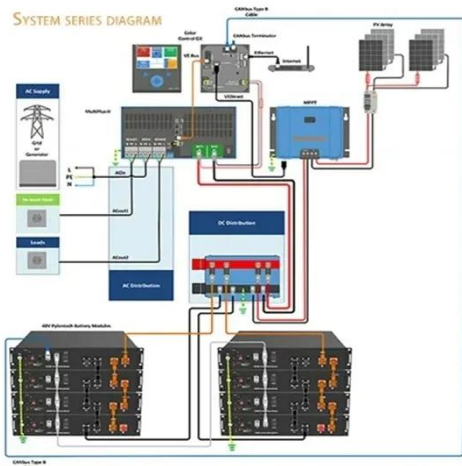 SYSTEM SERIES DIAGRAM
CANbus Type B
Cable
PV Array
Color
Control GX
CANbus Terminator
VE Bus
Ethernet
Internet
AC Supply
VEDirect
MPPT
MultiPlus-II
Grid
or
Generator
L
PE
N
ACin
ACout1
Loads
ACout2
DC Distribution
AC Distribution
48V Pylontech Battery Modules
CANbus Type B